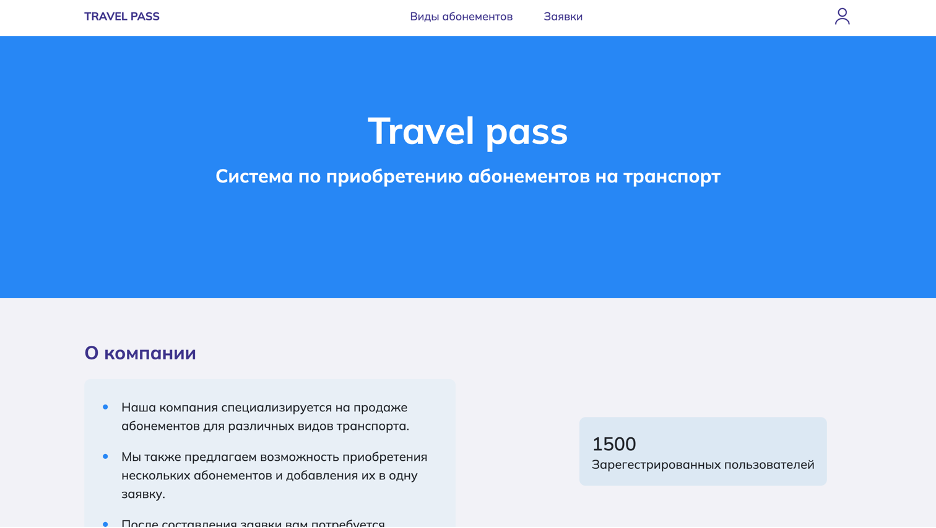 TRAVEL PASS
Виды абонементов
Заявки
Travel pass
Система по приобретению абонементов на транспорт
О компании
Наша компания специализируется на продаже
абонементов для различных видов транспорта.
Мы также предлагаем возможность приобретения
нескольких абонементов и добавления их в одну
заявку.
После составления заявки вам потребуется
1500
Зарегестрированных пользователей